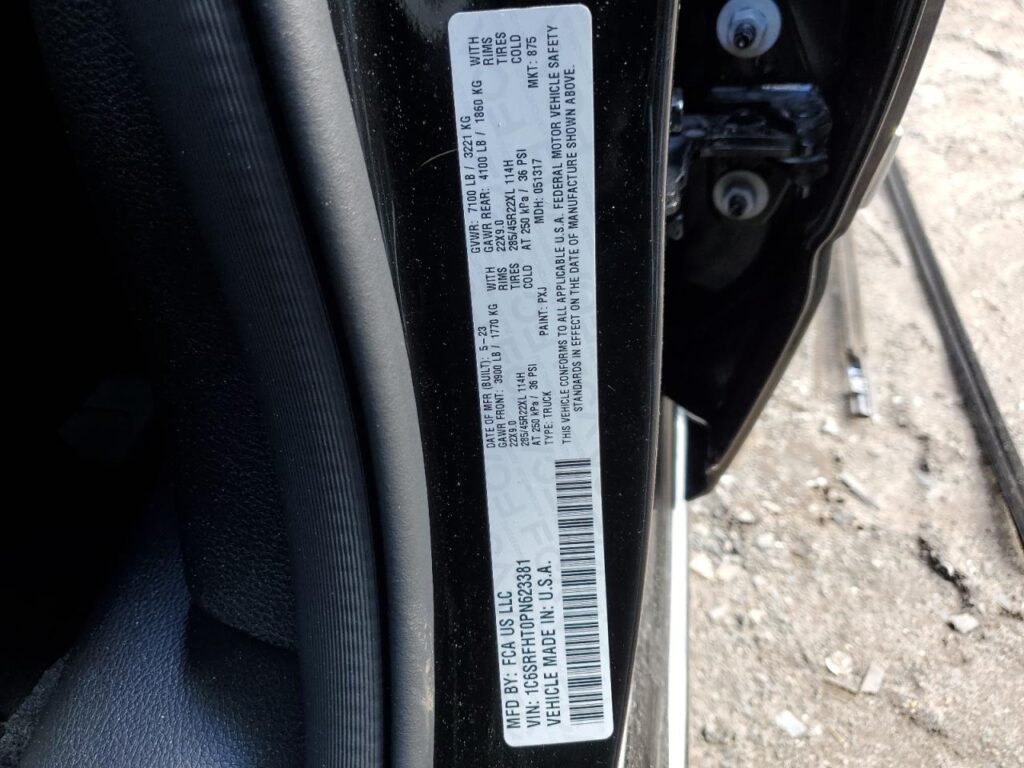 MFD BY: FCA US LLC
VIN: 1C6SRFHT0PN623381
VEHICLE MADE IN: U.S.A.
DATE OF MFR (BUILT): 5-23
GAWR FRONT: 3900 LB / 1770 KG WITH
22X9.0 RIMS
285/45R22XL 114H TIRES
AT 250 kPa / 36 PSI COLD
GVWR: 7100 LB / 3221 KG
GAWR REAR: 4100 LB / 1860 KG WITH
22X9.0 RIMS
285/45R22XL 114H TIRES
AT 250 kPa / 36 PSI COLD
TYPE: TRUCK PAINT: PXJ MDH: 051317 MKT: 875
THIS VEHICLE CONFORMS TO ALL APPLICABLE U.S.A. FEDERAL MOTOR VEHICLE SAFETY
STANDARDS IN EFFECT ON THE DATE OF MANUFACTURE SHOWN ABOVE.